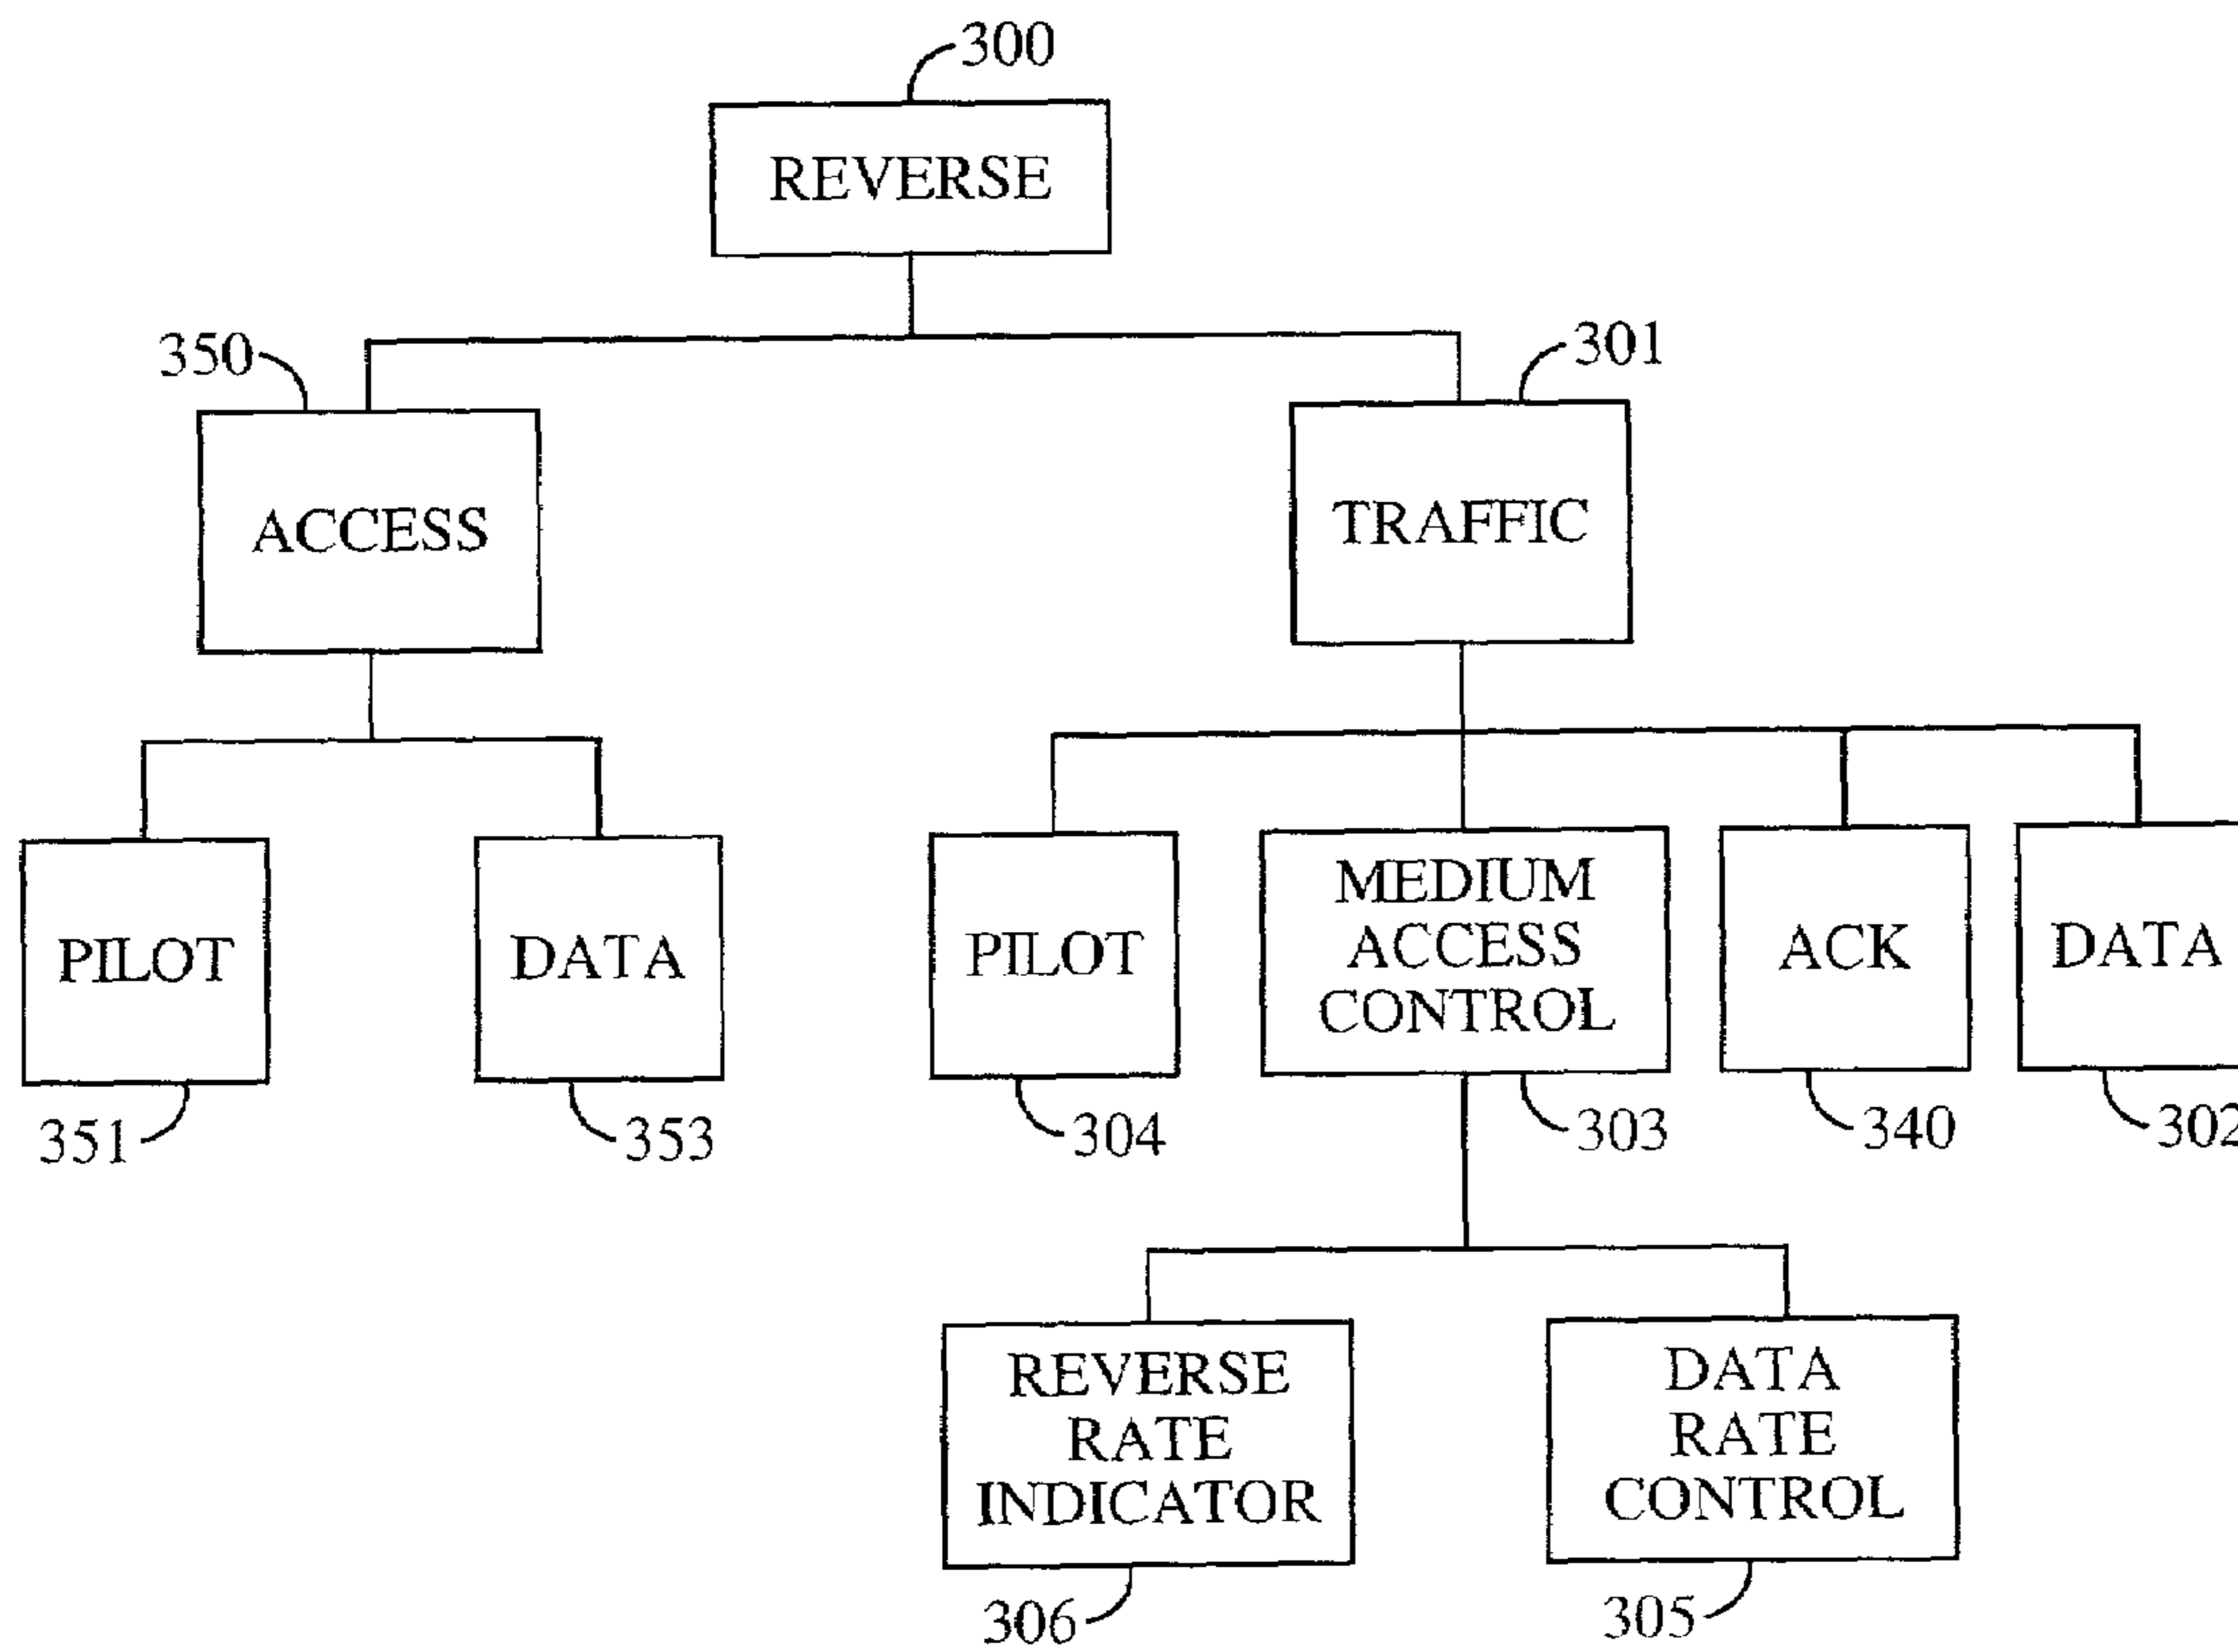 300
REVERSE
350
301
ACCESS
TRAFFIC
PILOT
DATA
PILOT
MEDIUM
ACCESS
CONTROL
ACK
DATA
351
353
304
303
340
302
REVERSE
RATE
INDICATOR
DATA
RATE
CONTROL
306
305